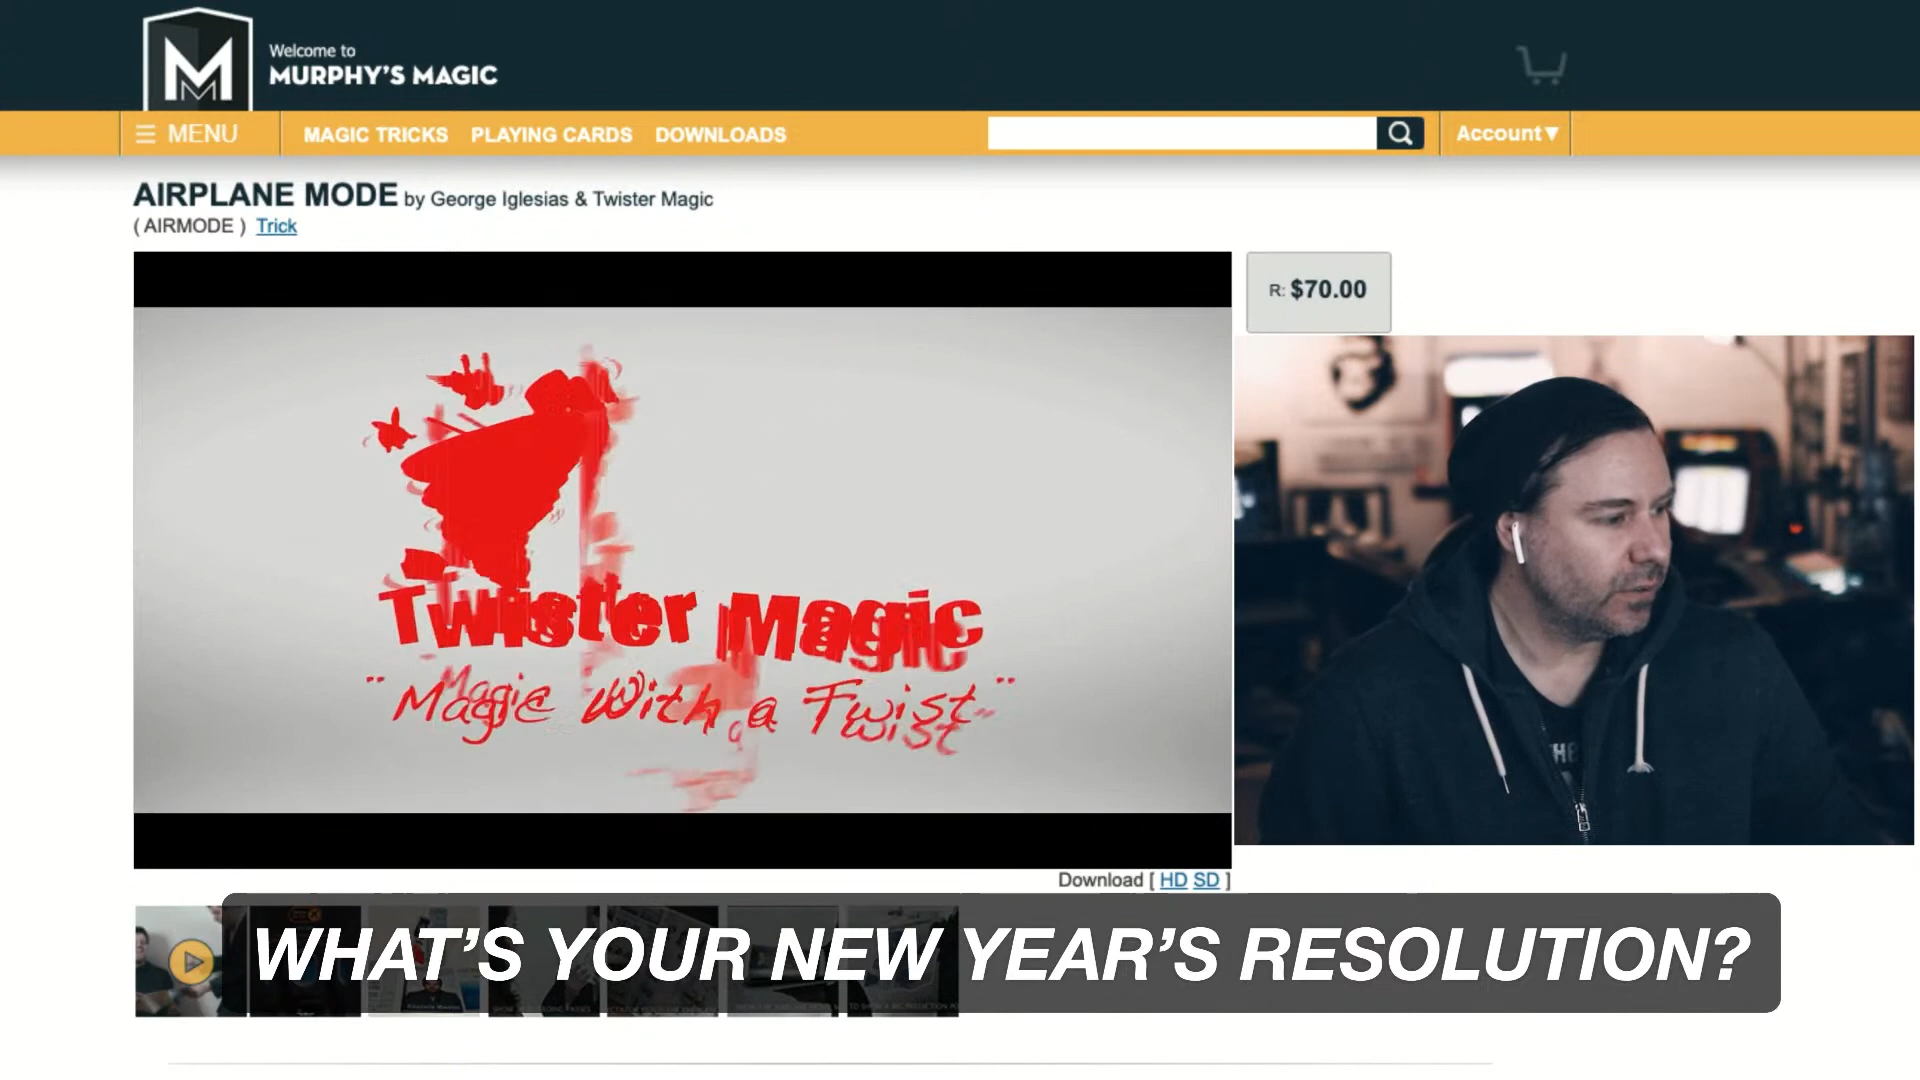 Welcome to
MURPHY'S MAGIC
MENU
MAGIC TRICKS PLAYING CARDS DOWNLOADS
Account▼
AIRPLANE MODE by George Iglesias & Twister Magic
( AIRMODE ) Trick
R: $70.00
Twister Magic
"Magic With a Twist"
Download [ HD SD ]
WHAT'S YOUR NEW YEAR'S RESOLUTION?